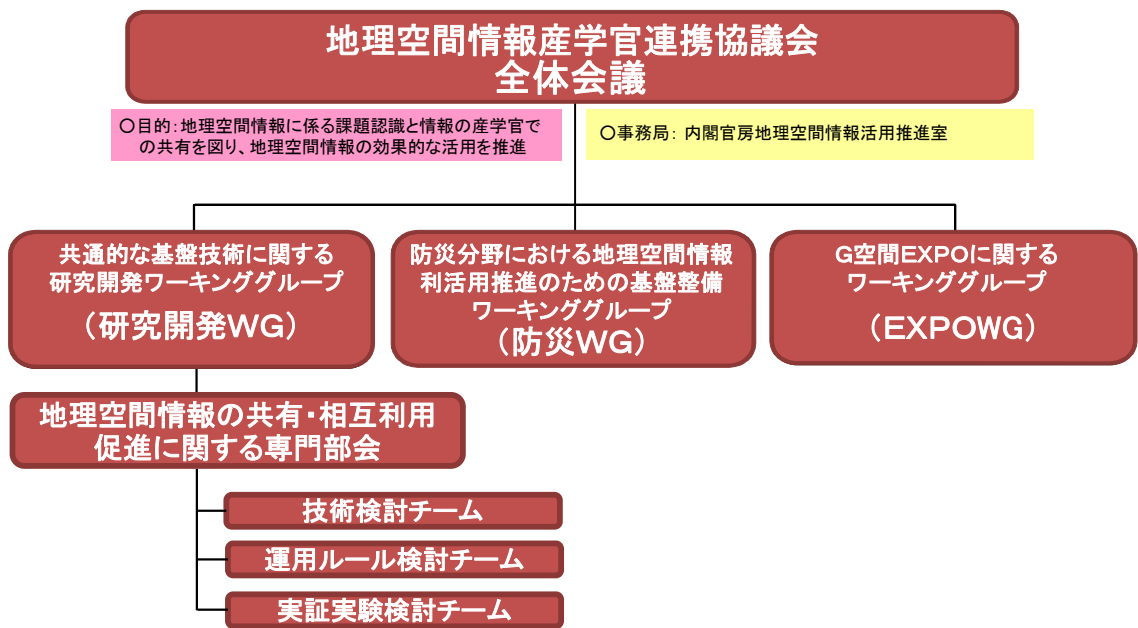 地理空間情報産学官連携協議会
全体会議
○目的：地理空間情報に係る課題認識と情報の産学官で
の共有を図り、地理空間情報の効果的な活用を推進
○事務局： 内閣官房地理空間情報活用推進室
共通的な基盤技術に関する
研究開発ワーキンググループ
（研究開発ＷＧ）
防災分野における地理空間情報
利活用推進のための基盤整備
ワーキンググループ
（防災ＷＧ）
Ｇ空間EXPOに関する
ワーキンググループ
（ＥＸＰＯＷＧ）
地理空間情報の共有・相互利用
促進に関する専門部会
技術検討チーム
運用ルール検討チーム
実証実験検討チーム